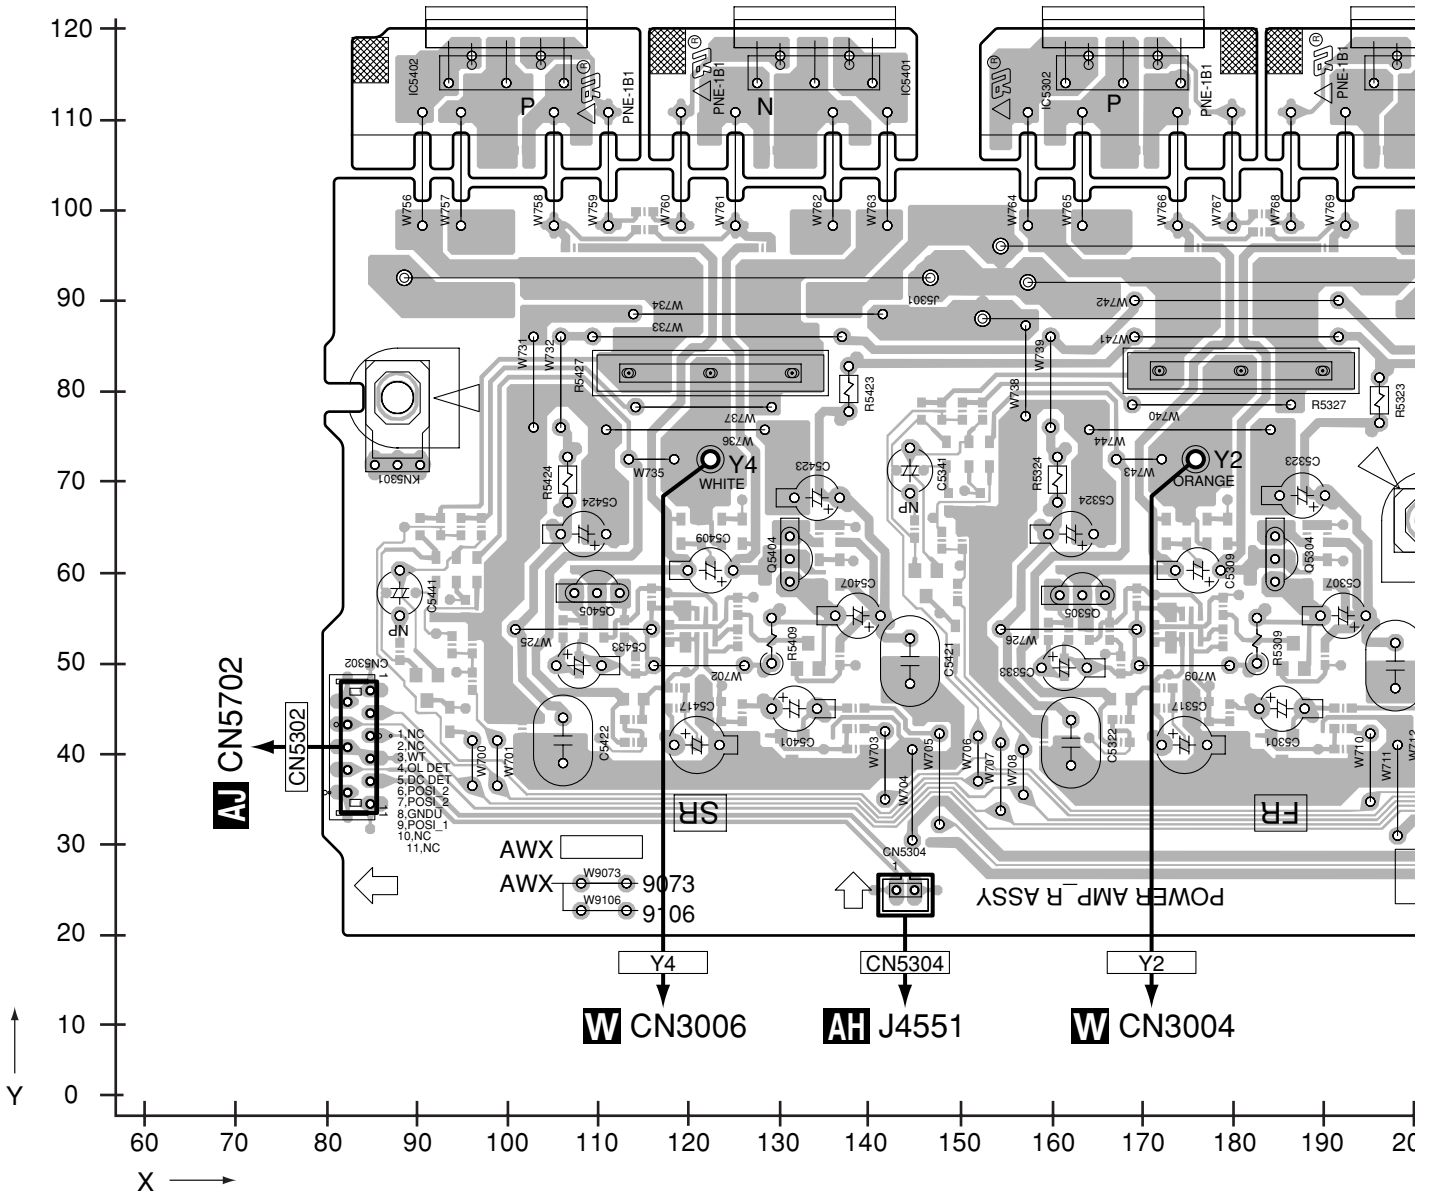 120
110
100
90
80
70
60
50
40
30
20
10
0
Y
X
60 70 80 90 100 110 120 130 140 150 160 170 180 190 20
IC5402
P
PNE-1B1
PNE-1B1
N
IC5401
IC5302
P
PNE-1B1
PNE-1B1
W756
W757
W758
W759
W760
W761
W762
W763
W764
W765
W766
W767
W768
W769
J5301
W734
W733
W742
W741
W731
W732
R5427
W739
W738
R5423
R5327
R5323
W737
W736
W740
W744
KN5301
R5424
W735
Y4
WHITE
C5423
C5341
NP
R5324
W743
Y2
ORANGE
C5323
C5424
C5409
Q5404
C5324
C5309
Q5304
C5441
NP
Q5405
C5407
Q5305
C5307
W725
C5433
R5409
C5421
W726
C5333
R5309
W702
W709
CN5302
1
C5422
C5417
C5401
C5322
C5317
C5301
1,NC
2,NC
3,WT
4,OL DET
5,DC DET
6,POSI_2
7,POSI_2
8,GNDU
9,POSI_1
10,NC
11,NC
11
W700
W701
W703
W704
W705
W706
W707
W708
W710
W711
W712
AJ CN5702
CN5302
SR
FR
AWX
AWX
W9073
9073
W9106
9106
CN5304
1
POWER AMP_R ASSY
Y4
CN5304
Y2
W CN3006
AH J4551
W CN3004